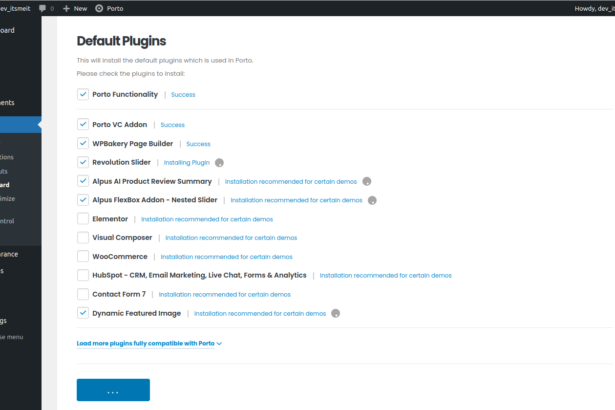 ev_itsmeit 0 New Porto Howdy, dev_it
oard
ents
tions
uts
ard
imize
ntrol
arance
s
gs
se menu
Default Plugins
This will install the default plugins which is used in Porto.
Please check the plugins to install:
Porto Functionality | Success
Porto VC Addon | Success
WPBakery Page Builder | Success
Revolution Slider | Installing Plugin
Alpus AI Product Review Summary | Installation recommended for certain demos
Alpus FlexBox Addon - Nested Slider | Installation recommended for certain demos
Elementor | Installation recommended for certain demos
Visual Composer | Installation recommended for certain demos
WooCommerce | Installation recommended for certain demos
HubSpot - CRM, Email Marketing, Live Chat, Forms & Analytics | Installation recommended for certain demos
Contact Form 7 | Installation recommended for certain demos
Dynamic Featured Image | Installation recommended for certain demos
Load more plugins fully compatible with Porto
...